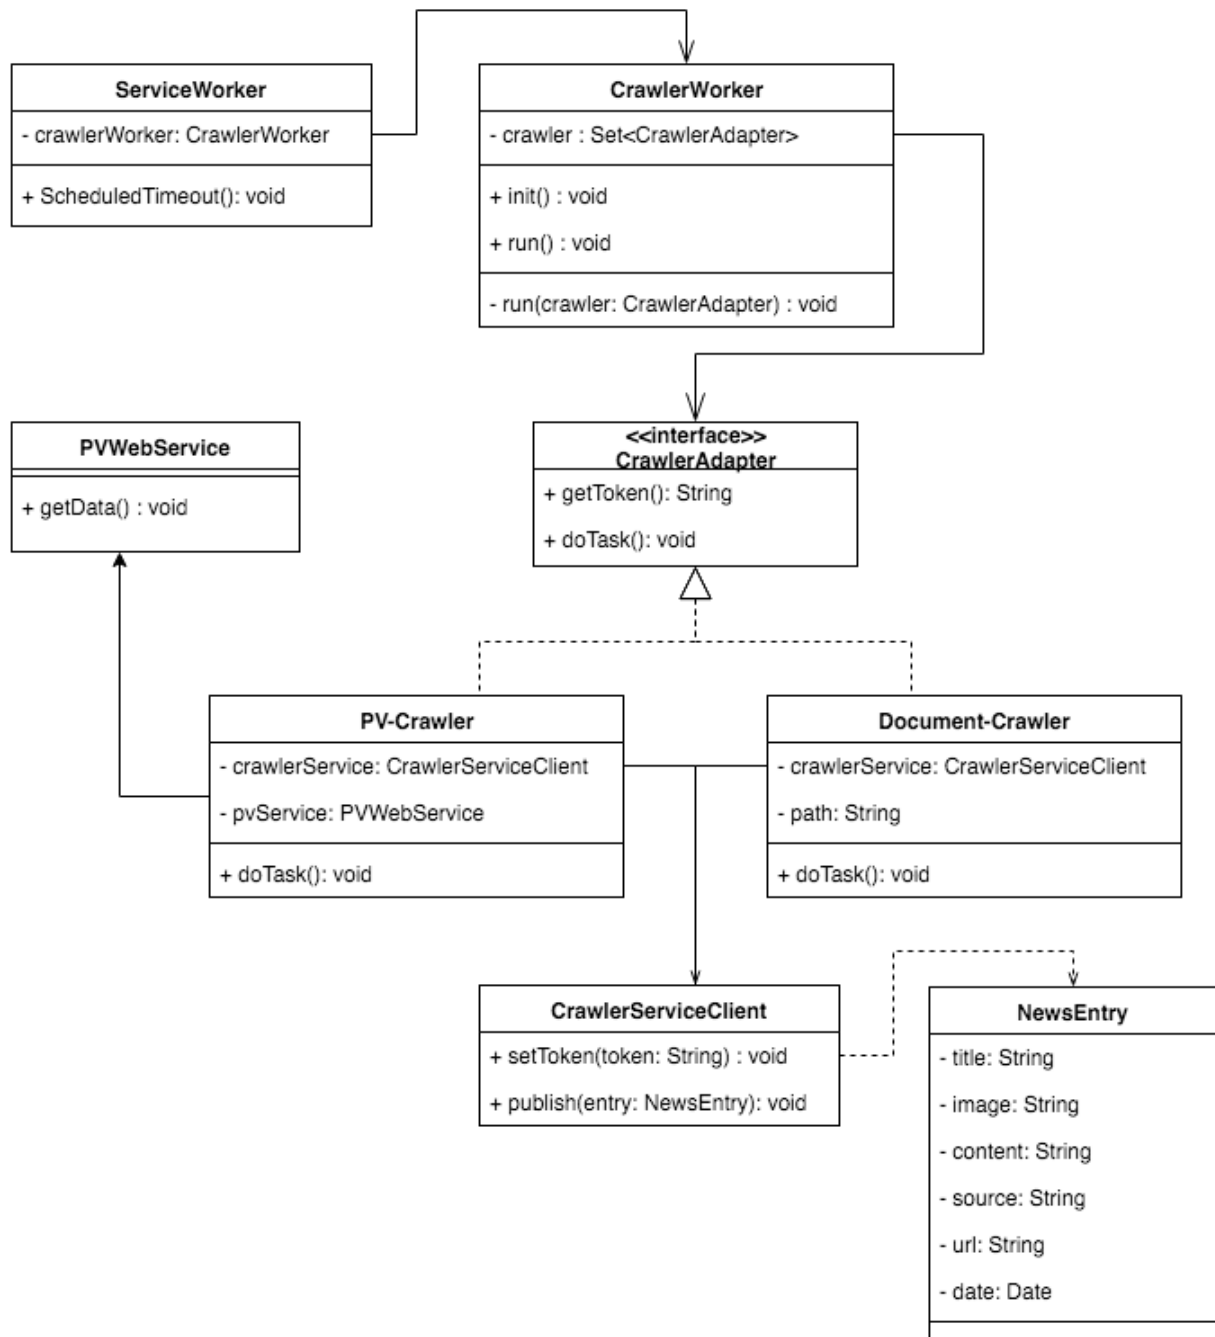 ServiceWorker
- crawlerWorker: CrawlerWorker
+ ScheduledTimeout(): void
CrawlerWorker
- crawler : Set<CrawlerAdapter>
+ init() : void
+ run() : void
- run(crawler: CrawlerAdapter) : void
PVWebService
+ getData() : void
<<interface>>
CrawlerAdapter
+ getToken(): String
+ doTask(): void
PV-Crawler
- crawlerService: CrawlerServiceClient
- pvService: PVWebService
+ doTask(): void
Document-Crawler
- crawlerService: CrawlerServiceClient
- path: String
+ doTask(): void
CrawlerServiceClient
+ setToken(token: String) : void
+ publish(entry: NewsEntry): void
NewsEntry
- title: String
- image: String
- content: String
- source: String
- url: String
- date: Date